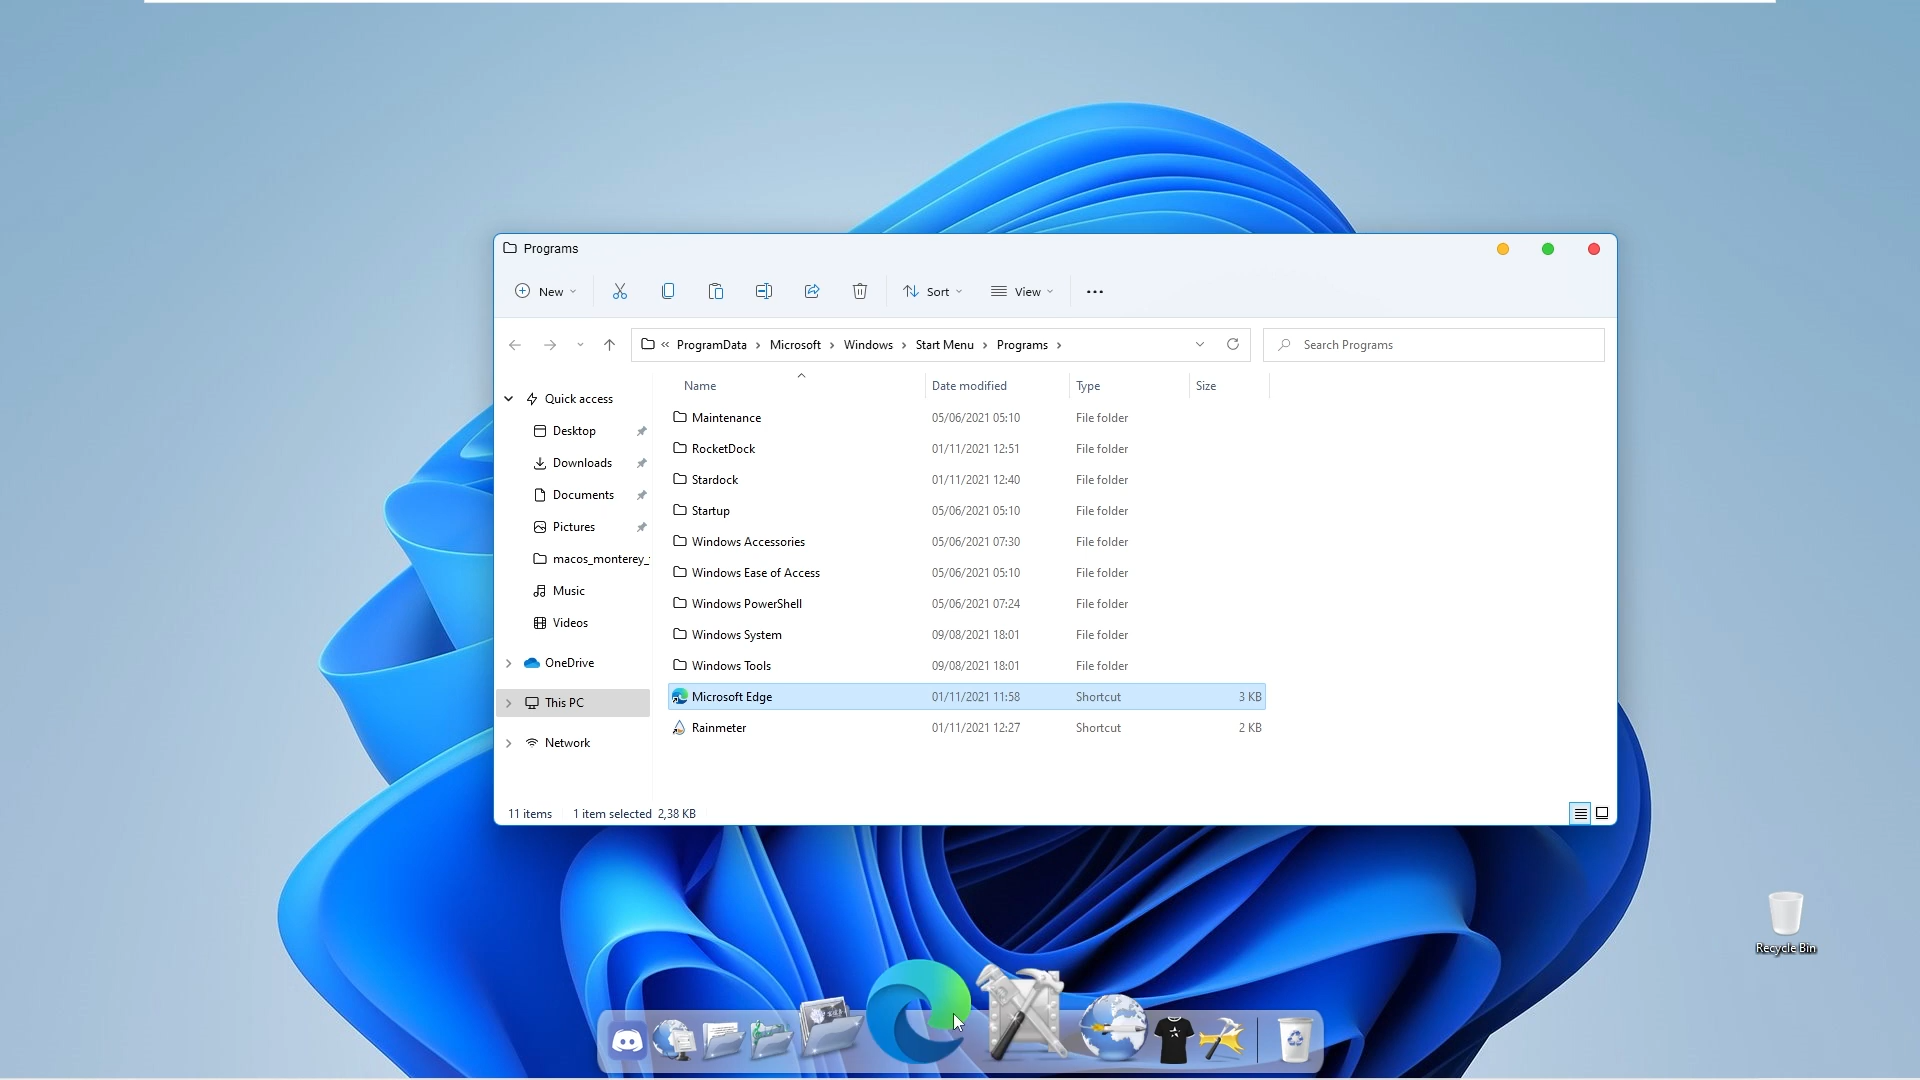 Programs
New
Sort
View
« ProgramData > Microsoft > Windows > Start Menu > Programs >
Search Programs
Quick access
Desktop
Downloads
Documents
Pictures
macos_monterey_
Music
Videos
OneDrive
This PC
Network
Name Date modified Type Size
Maintenance 05/06/2021 05:10 File folder
RocketDock 01/11/2021 12:51 File folder
Stardock 01/11/2021 12:40 File folder
Startup 05/06/2021 05:10 File folder
Windows Accessories 05/06/2021 07:30 File folder
Windows Ease of Access 05/06/2021 05:10 File folder
Windows PowerShell 05/06/2021 07:24 File folder
Windows System 09/08/2021 18:01 File folder
Windows Tools 09/08/2021 18:01 File folder
Microsoft Edge 01/11/2021 11:58 Shortcut 3 KB
Rainmeter 01/11/2021 12:27 Shortcut 2 KB
11 items 1 item selected 2,38 KB
Recycle Bin